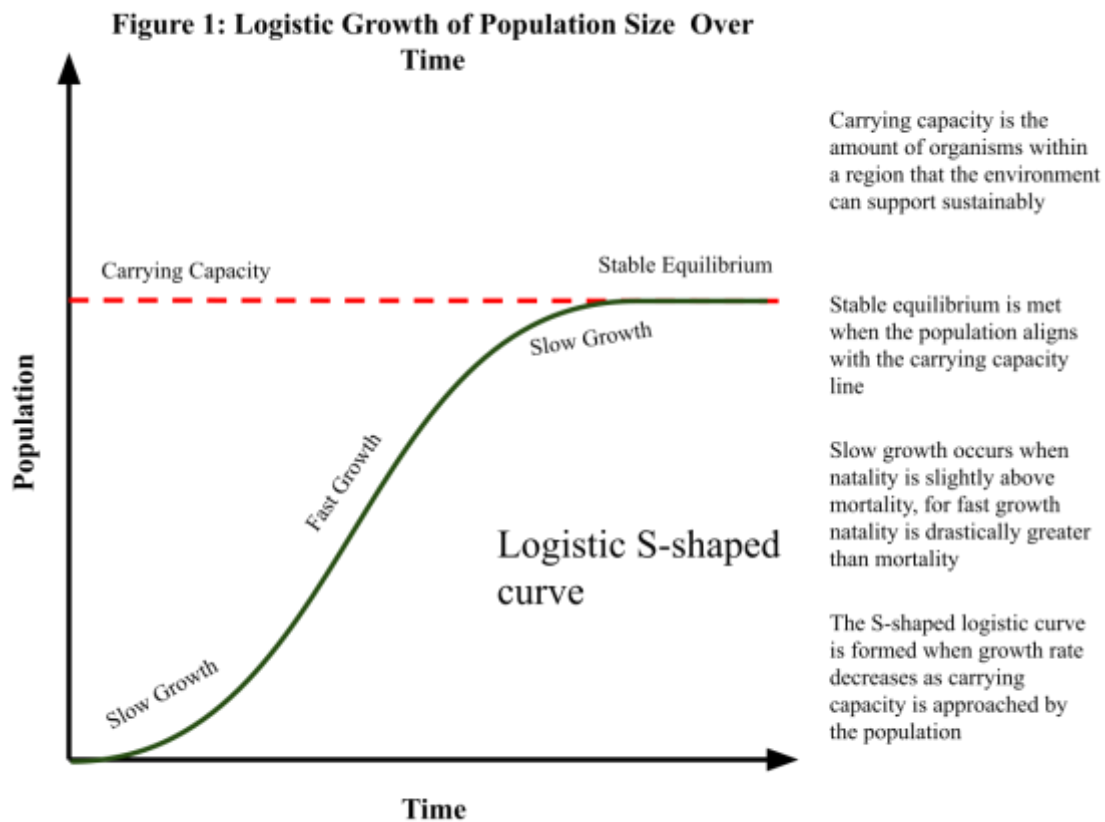 Figure 1: Logistic Growth of Population Size Over
Time
Carrying capacity is the
amount of organisms within
a region that the environment
can support sustainably
Carrying Capacity
Stable Equilibrium
Stable equilibrium is met
when the population aligns
with the carrying capacity
line
Slow Growth
Population
Fast Growth
Slow growth occurs when
natality is slightly above
mortality, for fast growth
natality is drastically greater
than mortality
Logistic S-shaped
curve
The S-shaped logistic curve
is formed when growth rate
decreases as carrying
capacity is approached by
the population
Slow Growth
Time